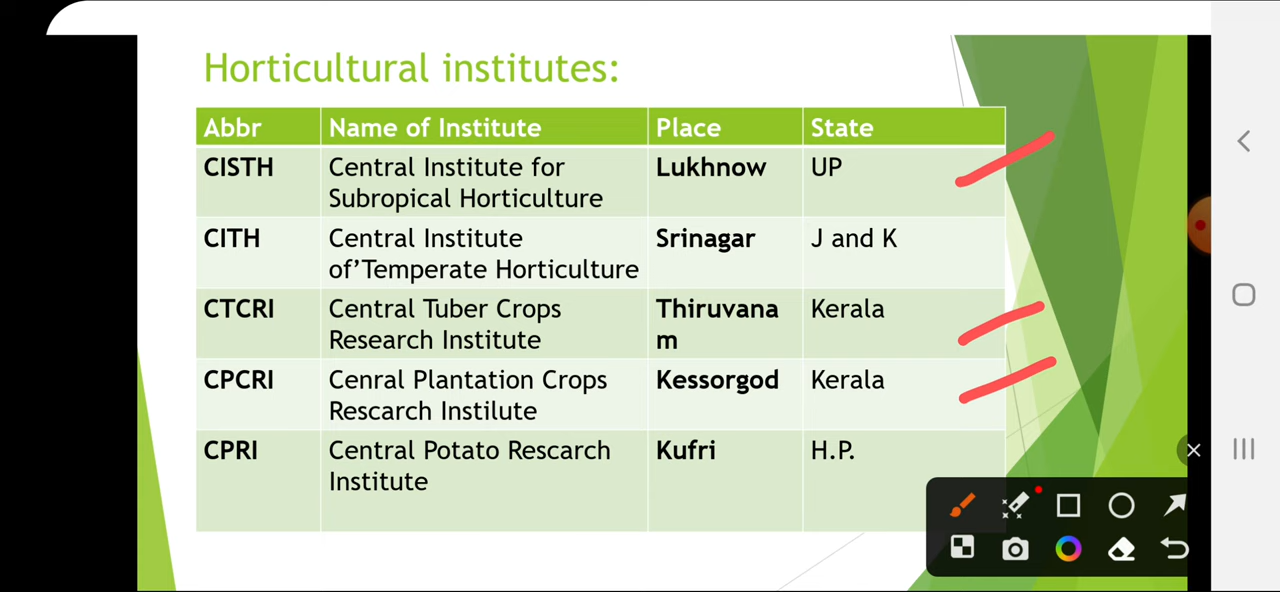 Horticultural institutes:
Abbr Name of Institute Place State
CISTH Central Institute for Lukhnow UP
Subropical Horticulture
CITH Central Institute Srinagar J and K
of'Temperate Horticulture
CTCRI Central Tuber Crops Thiruvana Kerala
Research Institute m
CPCRI Cenral Plantation Crops Kessorgod Kerala
Rescarch Instilute
CPRI Central Potato Rescarch Kufri H.P.
Institute